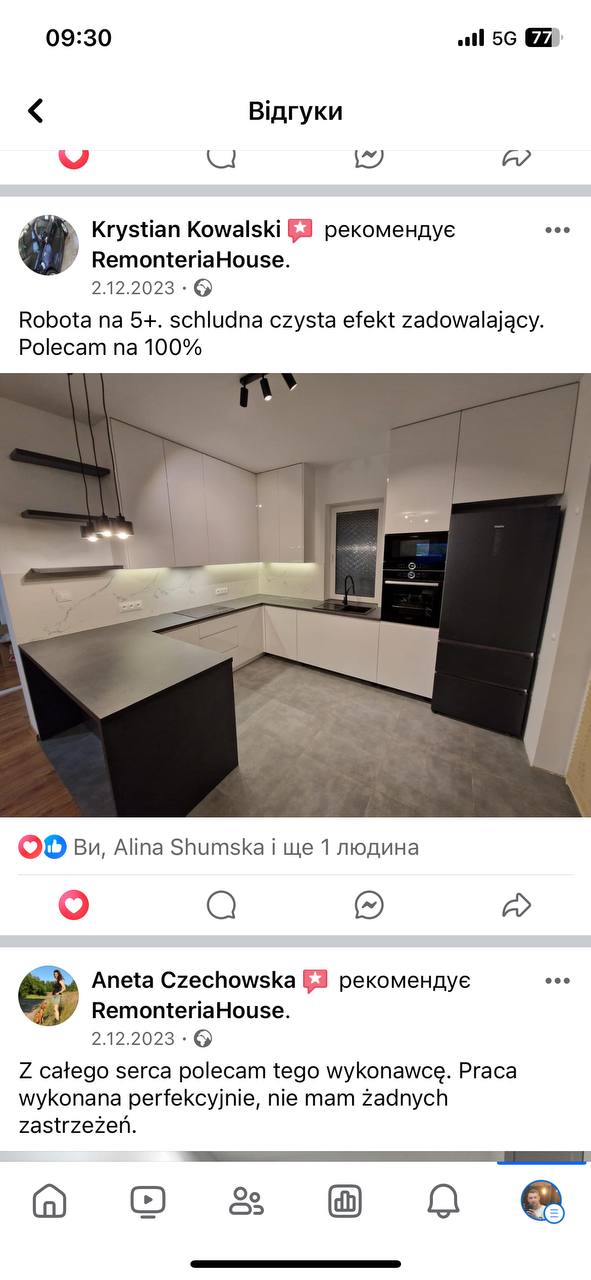 09:30
5G
77
Відгуки
Krystian Kowalski рекомендує
RemonteriaHouse.
2.12.2023 ·
Robota na 5+. schludna czysta efekt zadowalający.
Polecam na 100%
Ви, Alina Shumska і ще 1 людина
Aneta Czechowska рекомендує
RemonteriaHouse.
2.12.2023 ·
Z całego serca polecam tego wykonawcę. Praca
wykonana perfekcyjnie, nie mam żadnych
zastrzeżeń.